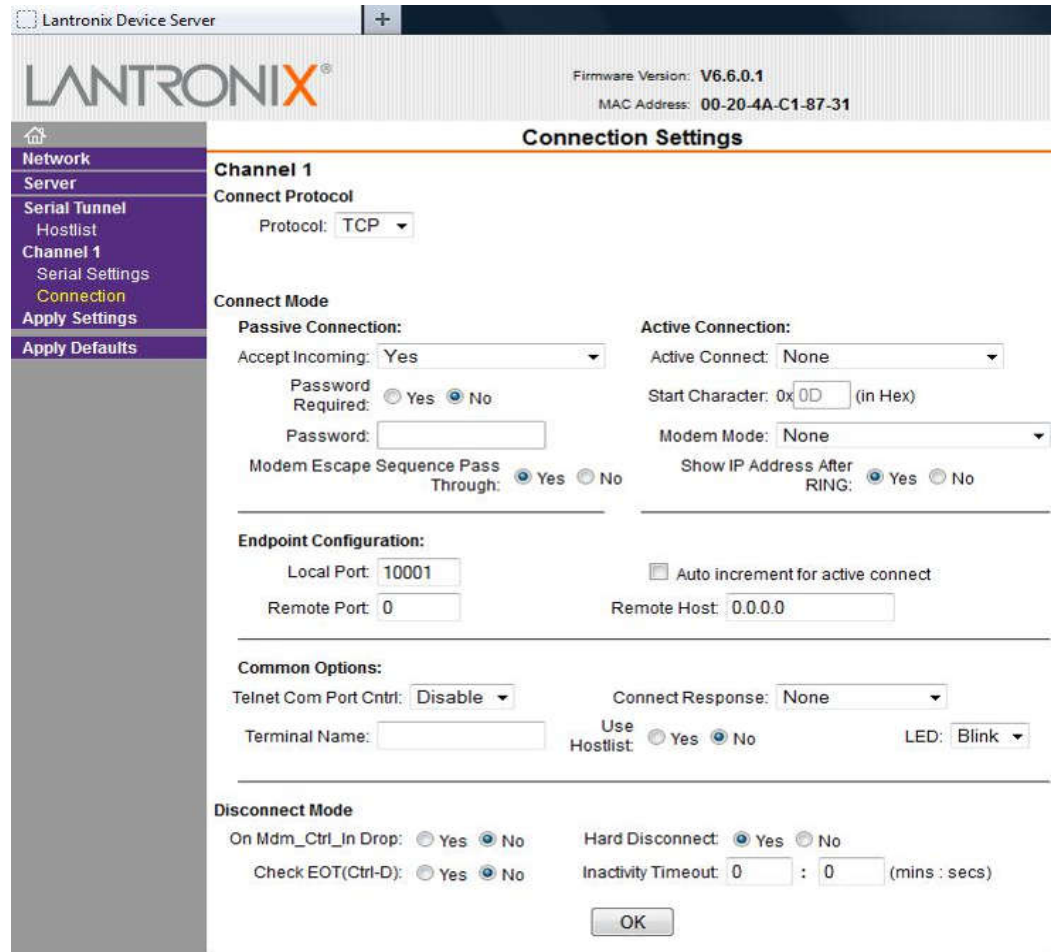 Lantronix Device Server
+
LANTRONIX®
Firmware Version: V6.6.0.1
MAC Address: 00-20-4A-C1-87-31
Network
Server
Serial Tunnel
Hostlist
Channel 1
Serial Settings
Connection
Apply Settings
Apply Defaults
Connection Settings
Channel 1
Connect Protocol
Protocol: TCP
Connect Mode
Passive Connection: Active Connection:
Accept Incoming: Yes Active Connect: None
Password Required: Yes No Start Character: 0x 0D (in Hex)
Password: Modem Mode: None
Modem Escape Sequence Pass Through: Yes No Show IP Address After RING: Yes No
Endpoint Configuration:
Local Port: 10001 Auto increment for active connect
Remote Port: 0 Remote Host: 0.0.0.0
Common Options:
Telnet Com Port Cntrl: Disable Connect Response: None
Terminal Name: Use Hostlist: Yes No LED: Blink
Disconnect Mode
On Mdm_Ctrl_In Drop: Yes No Hard Disconnect: Yes No
Check EOT(Ctrl-D): Yes No Inactivity Timeout: 0 : 0 (mins : secs)
OK